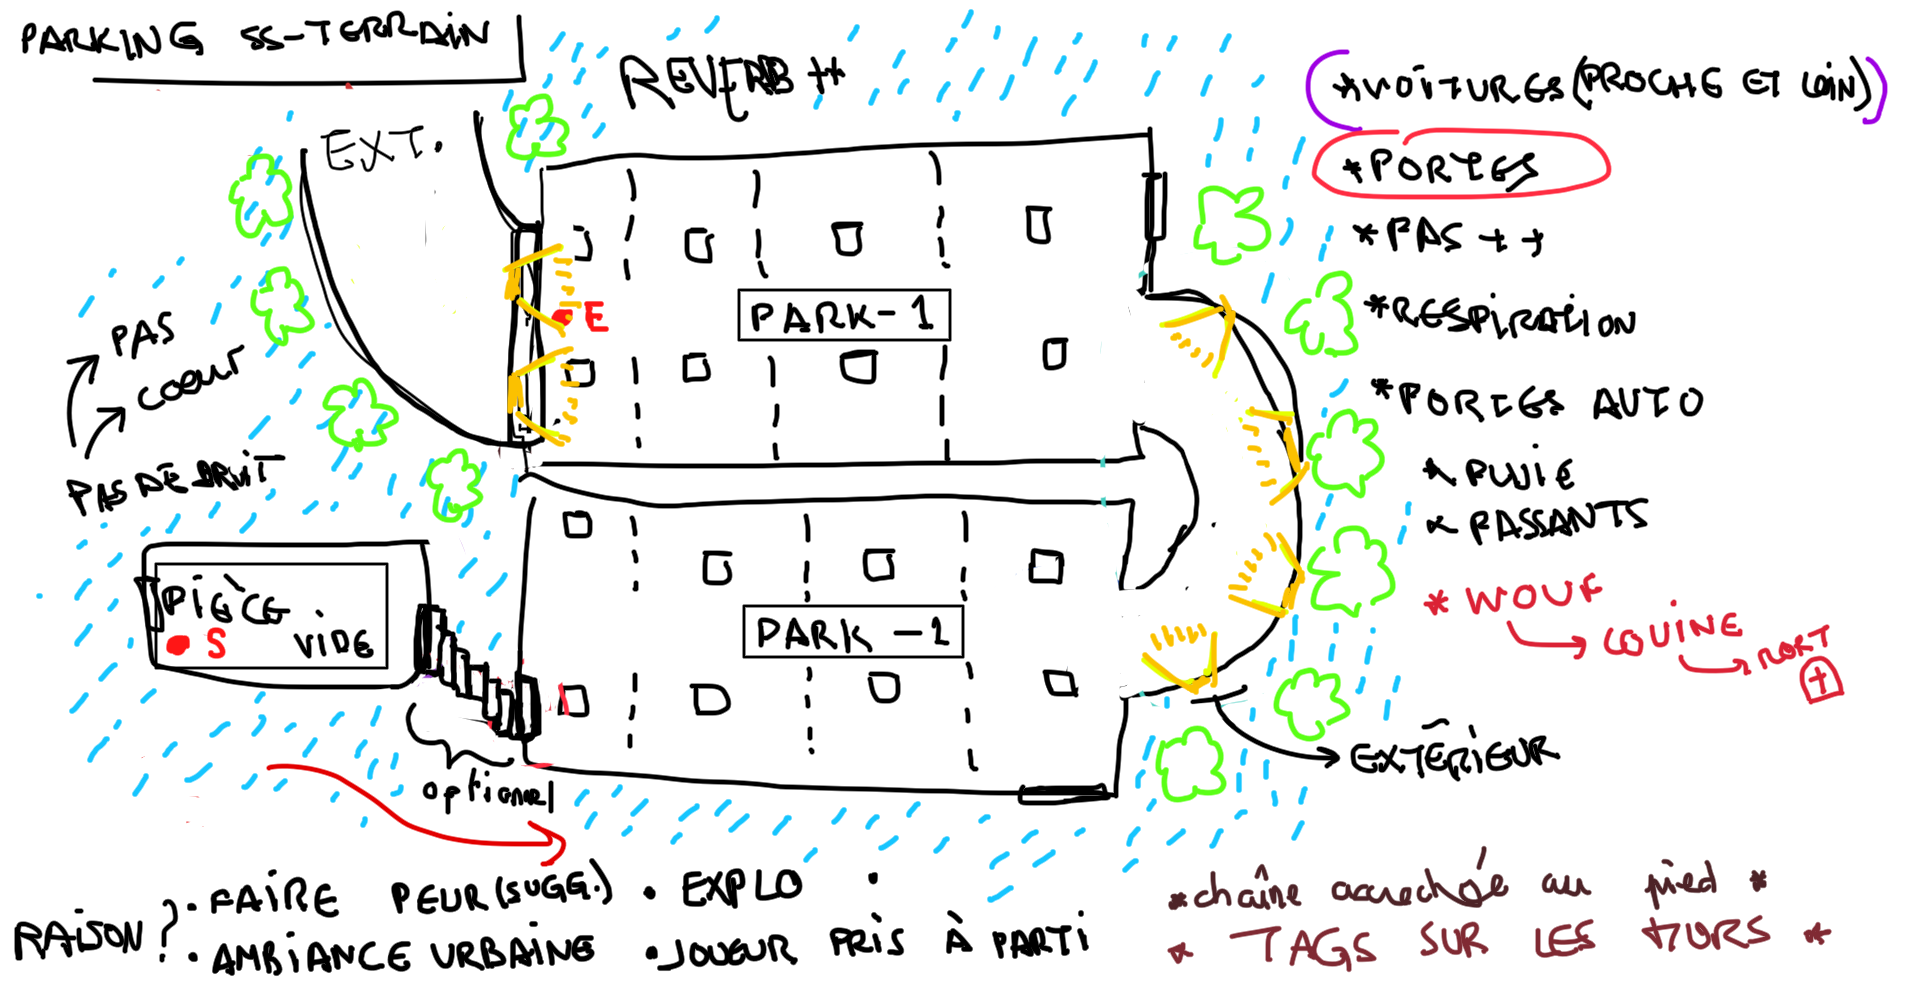 PARKING SS-TERRAIN
REVERB ++
EXT.
*VOITURES (PROCHE ET LOIN)
*PORTES
*PAS ++
*RESPIRATION
*PORTES AUTO
*PLUIE
*PASSANTS
*WOUF
COUINE
MORT
EXTÉRIEUR
PARK-1
E
PAS
COEUR
PAS DE BRUIT
PIÈCE
VIDE
S
PARK -1
optionnel
RAISON ?
• FAIRE PEUR (SUGG.)
• AMBIANCE URBAINE
• EXPLO •
• JOUEUR PRIS À PARTI
*chaîne accrochée au pied *
* TAGS SUR LES MURS *